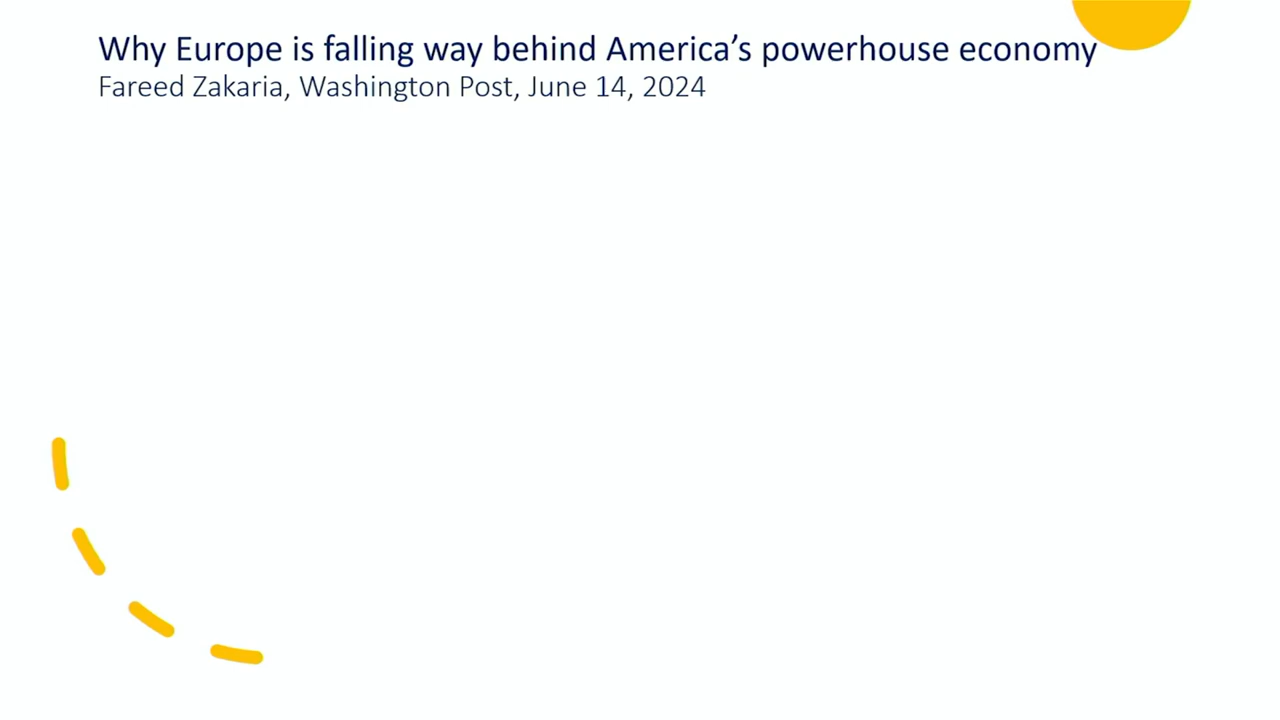 Why Europe is falling way behind America’s powerhouse economy
Fareed Zakaria, Washington Post, June 14, 2024